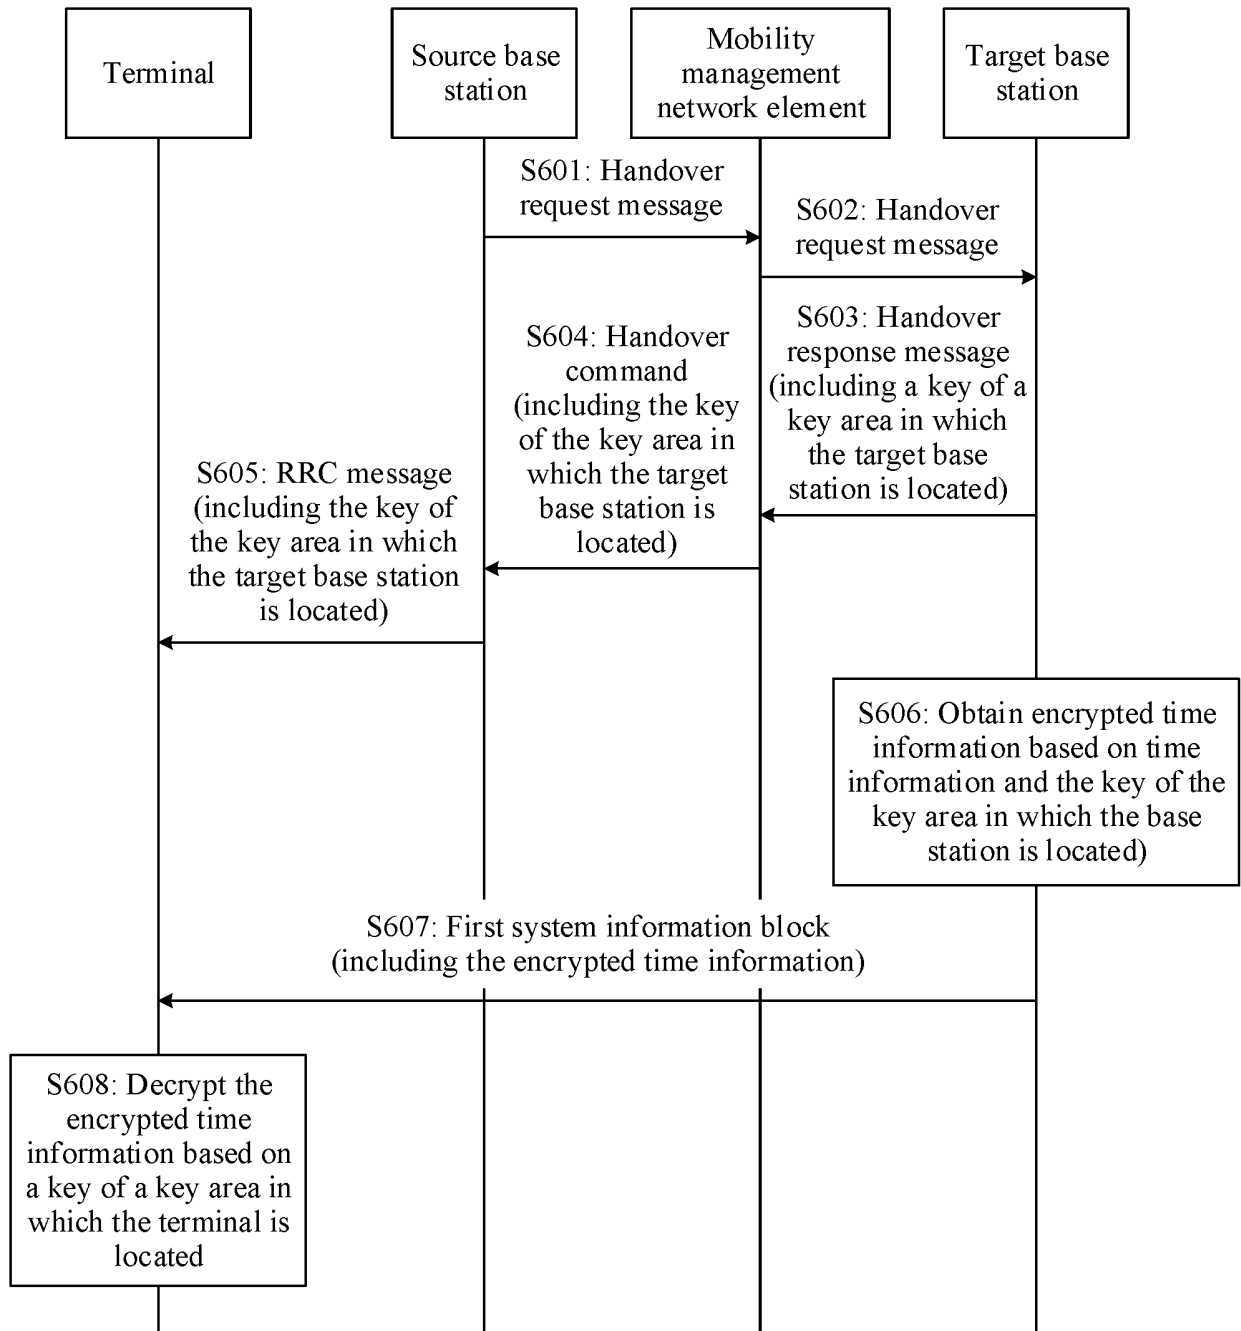 Terminal
Source base
station
Mobility
management
network element
Target base
station
S601: Handover
request message
S602: Handover
request message
S603: Handover
response message
(including a key of a
key area in which
the target base
station is located)
S604: Handover
command
(including the key
of the key area in
which the target
base station is
located)
S605: RRC message
(including the key of
the key area in which
the target base station
is located)
S606: Obtain encrypted time
information based on time
information and the key of the
key area in which the base
station is located)
S607: First system information block
(including the encrypted time information)
S608: Decrypt the
encrypted time
information based on
a key of a key area in
which the terminal is
located